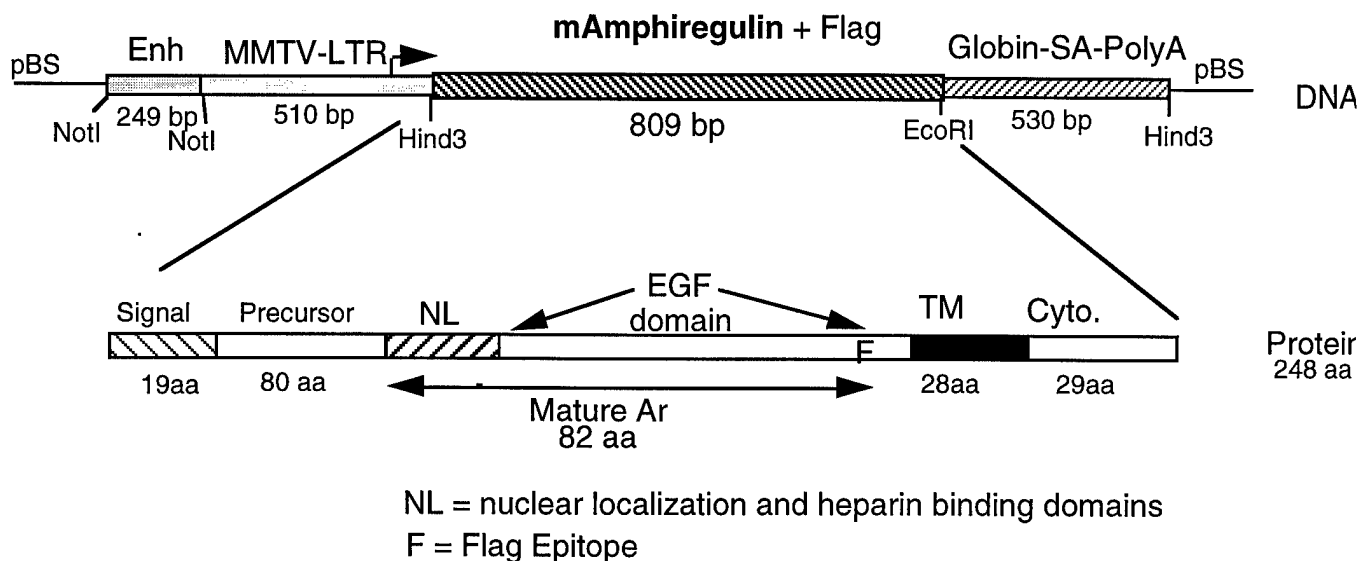 mAmphiregulin + Flag
Enh MMTV-LTR Globin-SA-PolyA
pBS pBS
DNA
249 bp 510 bp 809 bp 530 bp
NotI NotI Hind3 EcoRI Hind3
EGF
domain
Signal Precursor NL TM Cyto.
F
Protein
248 aa
19aa 80 aa 28aa 29aa
Mature Ar
82 aa
NL = nuclear localization and heparin binding domains
F = Flag Epitope